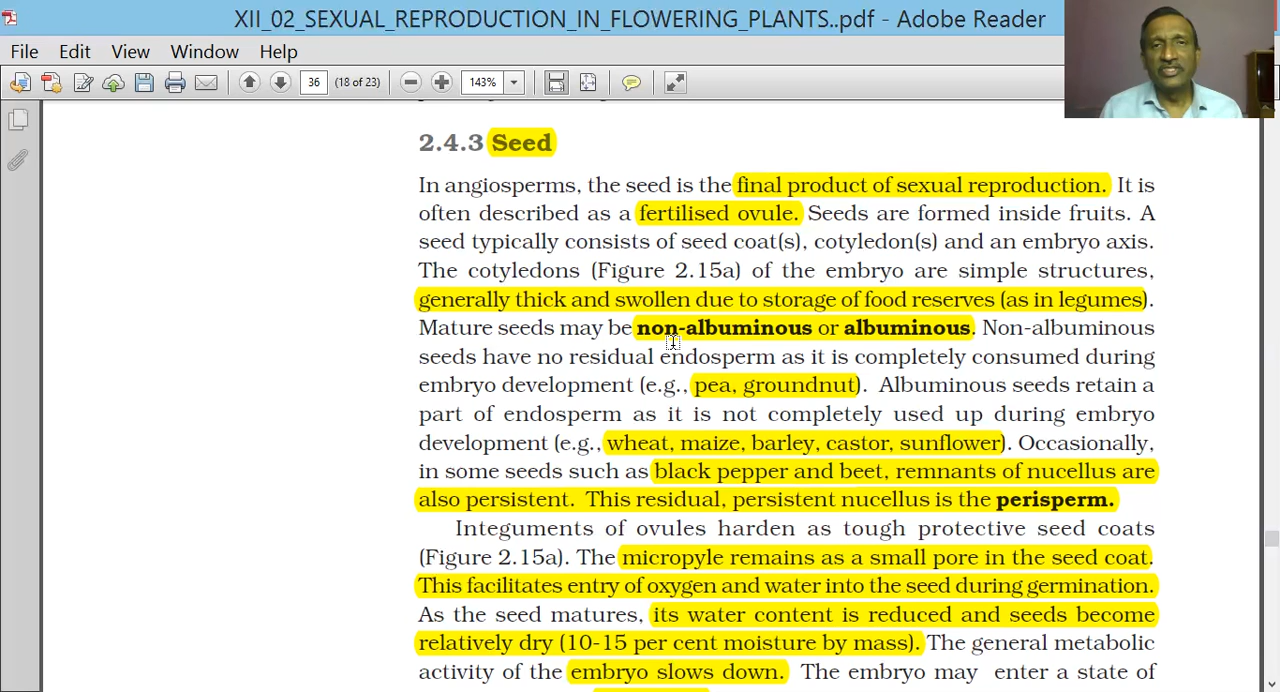 XII_02_SEXUAL_REPRODUCTION_IN_FLOWERING_PLANTS..pdf - Adobe Reader
File Edit View Window Help
36 (18 of 23) 143%
2.4.3 Seed
In angiosperms, the seed is the final product of sexual reproduction. It is
often described as a fertilised ovule. Seeds are formed inside fruits. A
seed typically consists of seed coat(s), cotyledon(s) and an embryo axis.
The cotyledons (Figure 2.15a) of the embryo are simple structures,
generally thick and swollen due to storage of food reserves (as in legumes).
Mature seeds may be non-albuminous or albuminous. Non-albuminous
seeds have no residual endosperm as it is completely consumed during
embryo development (e.g., pea, groundnut). Albuminous seeds retain a
part of endosperm as it is not completely used up during embryo
development (e.g., wheat, maize, barley, castor, sunflower). Occasionally,
in some seeds such as black pepper and beet, remnants of nucellus are
also persistent. This residual, persistent nucellus is the perisperm.
Integuments of ovules harden as tough protective seed coats
(Figure 2.15a). The micropyle remains as a small pore in the seed coat.
This facilitates entry of oxygen and water into the seed during germination.
As the seed matures, its water content is reduced and seeds become
relatively dry (10-15 per cent moisture by mass). The general metabolic
activity of the embryo slows down. The embryo may enter a state of